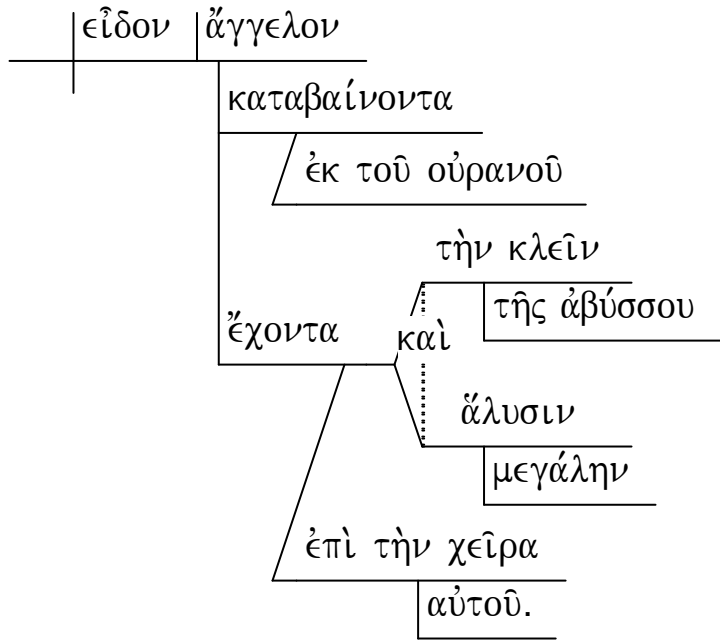 εἶδον ἄγγελον
καταβαίνοντα
ἐκ τοῦ οὐρανοῦ
τὴν κλεῖν
τῆς ἀβύσσου
ἔχοντα καὶ
ἅλυσιν
μεγάλην
ἐπὶ τὴν χεῖρα
αὐτοῦ.